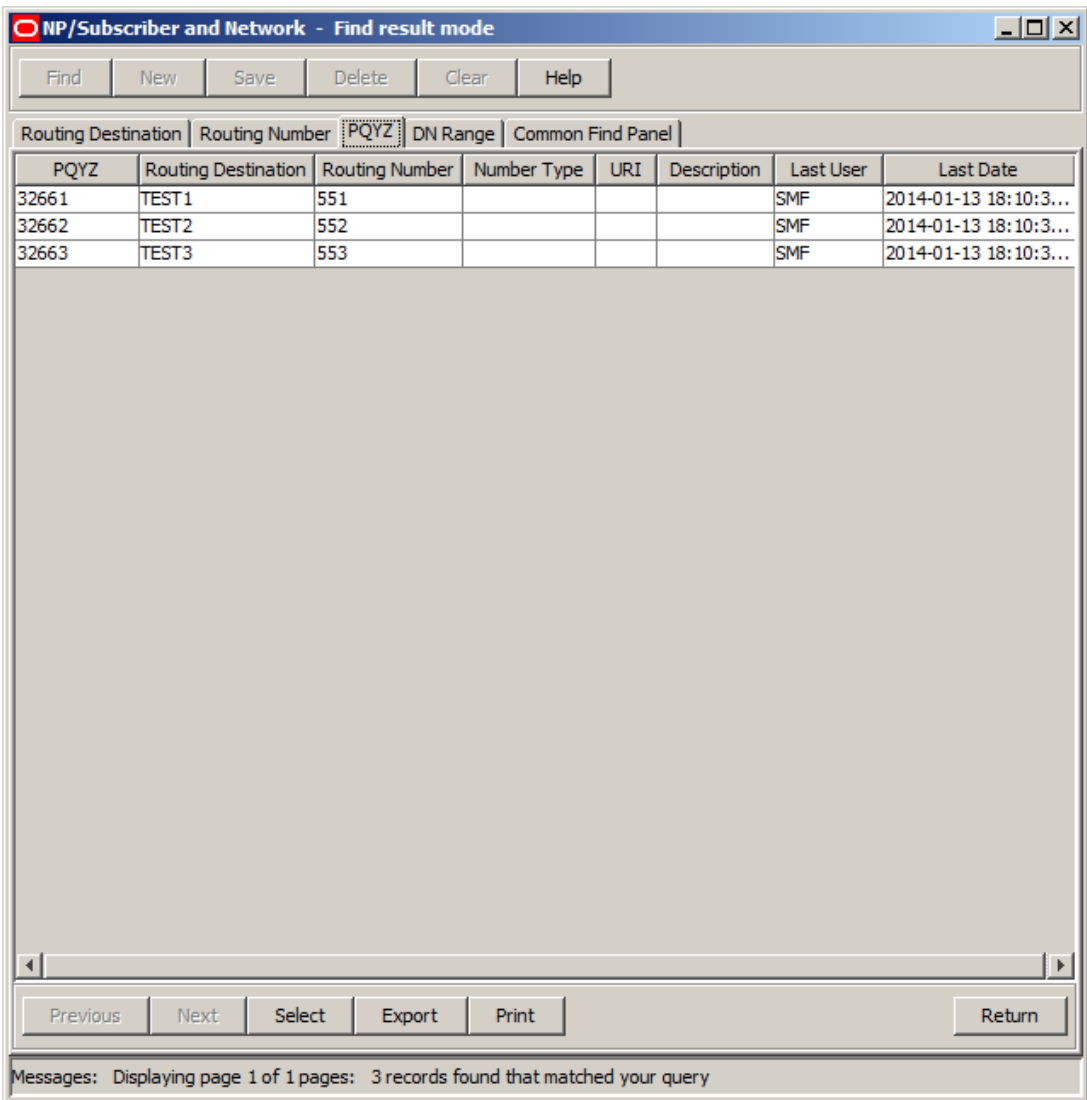 NP/Subscriber and Network - Find result mode
Find New Save Delete Clear Help
Routing Destination Routing Number PQYZ DN Range Common Find Panel
PQYZ Routing Destination Routing Number Number Type URI Description Last User Last Date
32661 TEST1 551 SMF 2014-01-13 18:10:3...
32662 TEST2 552 SMF 2014-01-13 18:10:3...
32663 TEST3 553 SMF 2014-01-13 18:10:3...
Previous Next Select Export Print Return
Messages: Displaying page 1 of 1 pages: 3 records found that matched your query